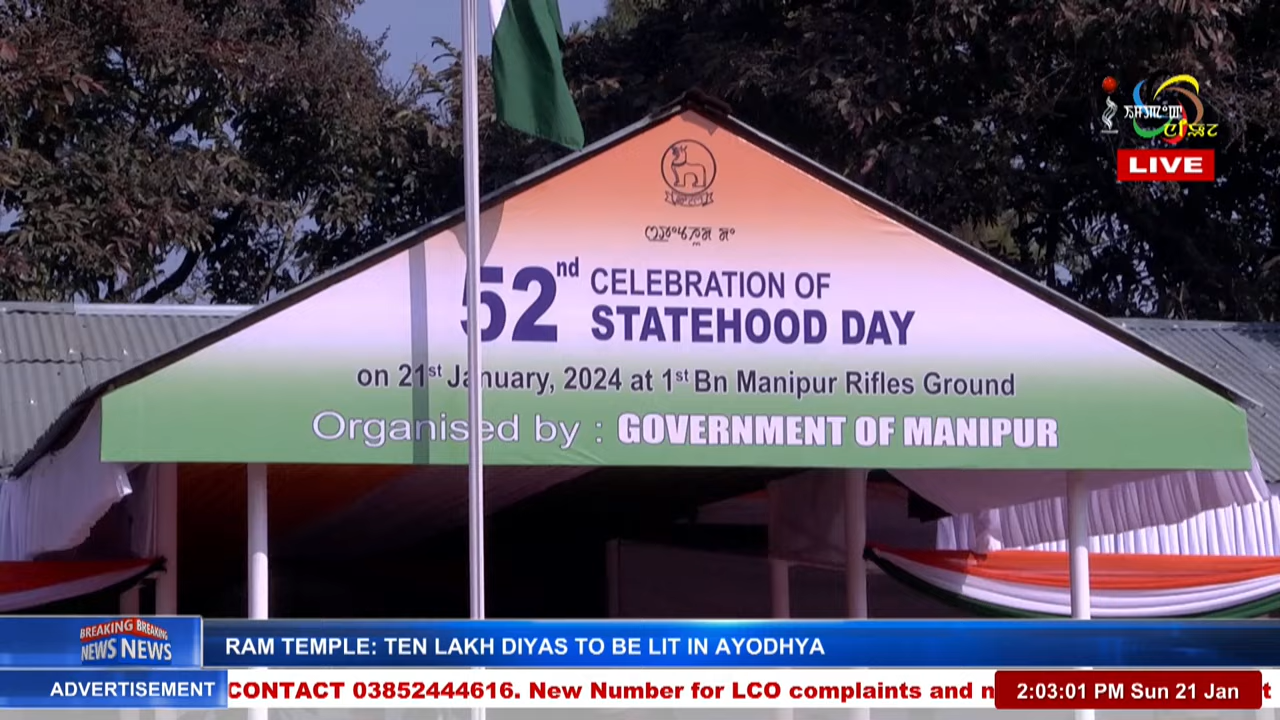 LIVE
52nd CELEBRATION OF
STATEHOOD DAY
on 21st January, 2024 at 1st Bn Manipur Rifles Ground
Organised by : GOVERNMENT OF MANIPUR
BREAKING BREAKING
NEWS NEWS
RAM TEMPLE: TEN LAKH DIYAS TO BE LIT IN AYODHYA
ADVERTISEMENT
CONTACT 03852444616. New Number for LCO complaints and n
2:03:01 PM Sun 21 Jan
t